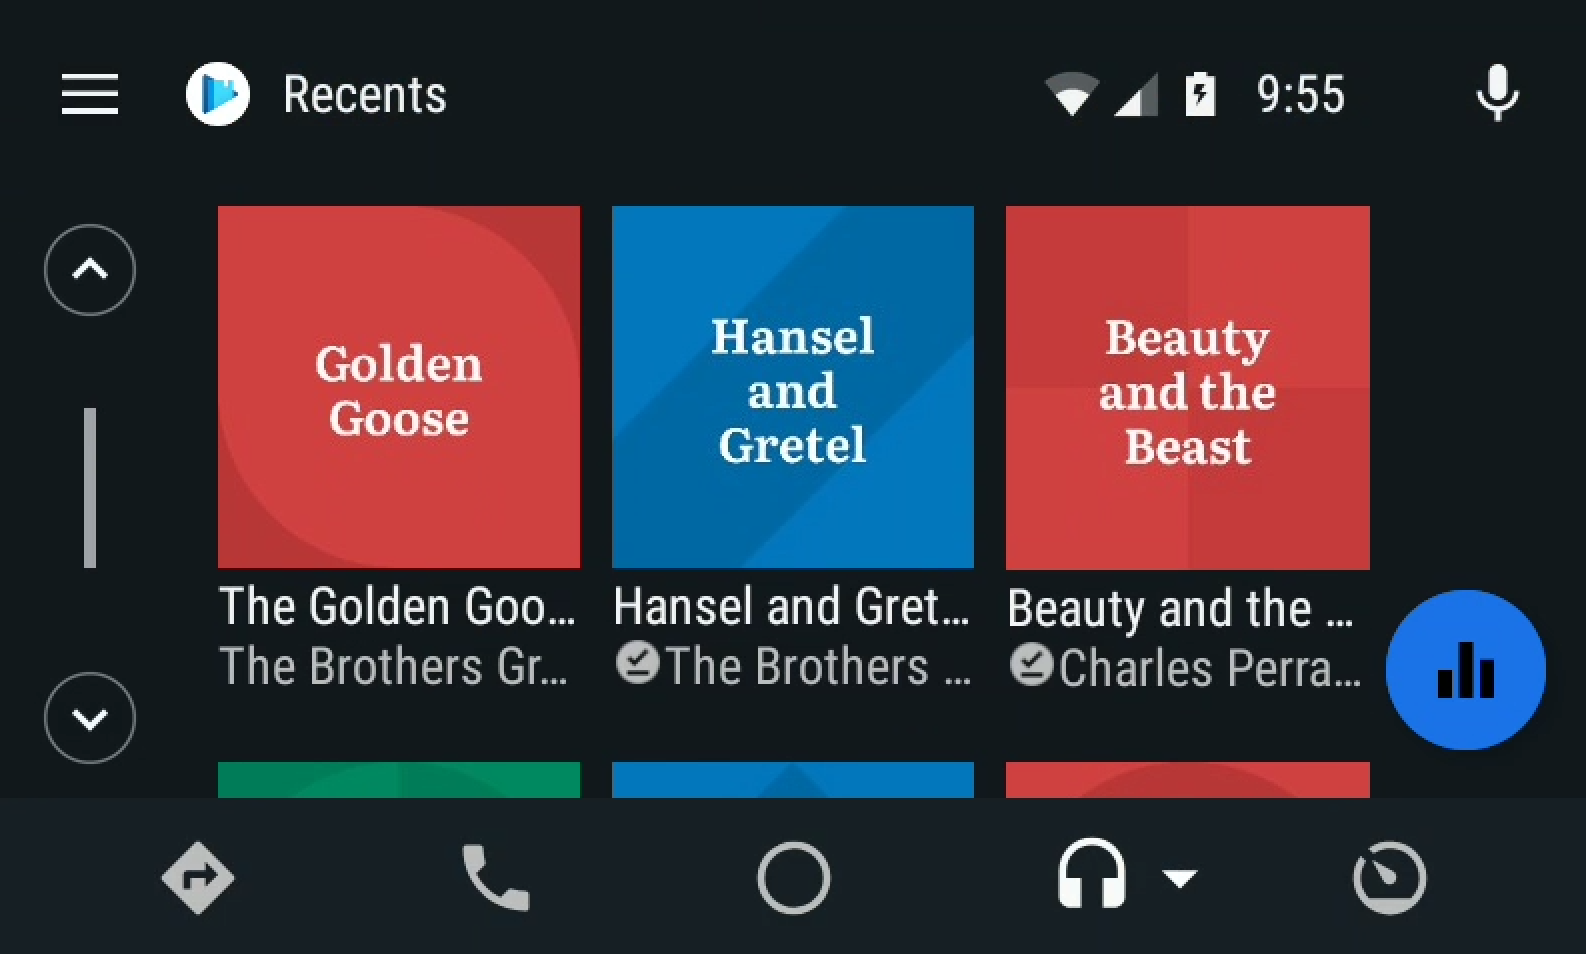 Recents
9:55
Golden
Goose
Hansel
and
Gretel
Beauty
and the
Beast
The Golden Goo…
Hansel and Gret…
Beauty and the …
The Brothers Gr…
The Brothers …
Charles Perra…